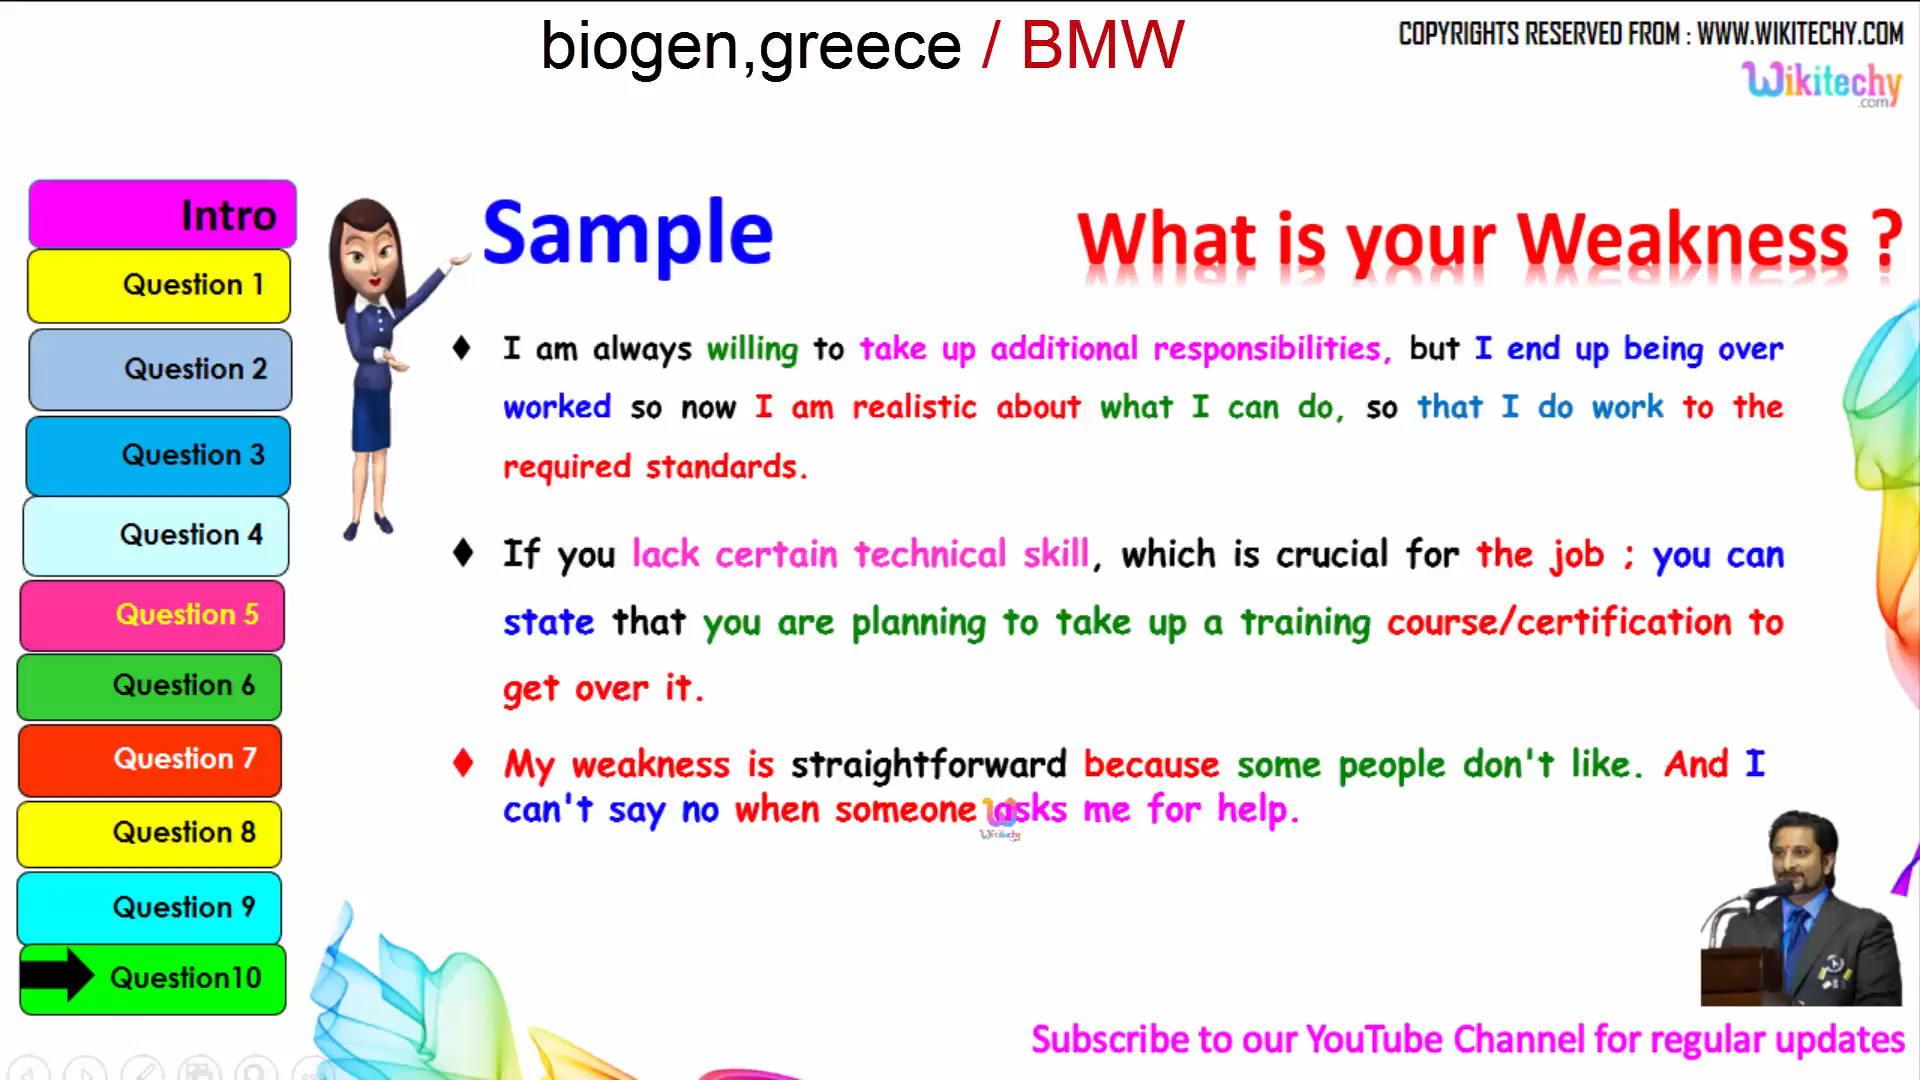 biogen,greece / BMW
COPYRIGHTS RESERVED FROM : WWW.WIKITECHY.COM
Wikitechy
.com
Intro
Question 1
Question 2
Question 3
Question 4
Question 5
Question 6
Question 7
Question 8
Question 9
Question10
Sample
What is your Weakness ?
I am always willing to take up additional responsibilities, but I end up being over
worked so now I am realistic about what I can do, so that I do work to the
required standards.
If you lack certain technical skill, which is crucial for the job ; you can
state that you are planning to take up a training course/certification to
get over it.
My weakness is straightforward because some people don't like. And I
can't say no when someone asks me for help.
Wikitechy
Subscribe to our YouTube Channel for regular updates